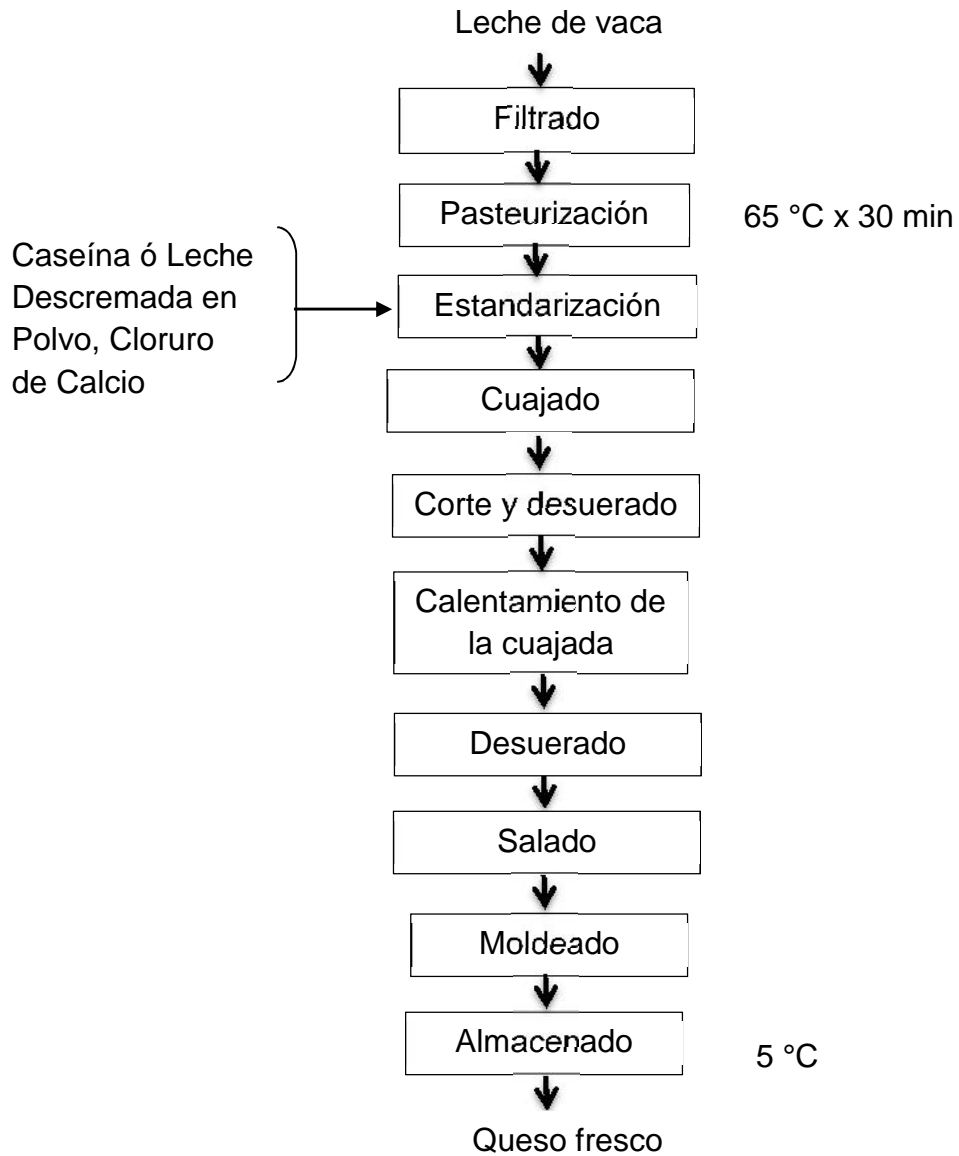 Leche de vaca
Filtrado
Pasteurización
65 °C x 30 min
Caseína ó Leche
Descremada en
Polvo, Cloruro
de Calcio
Estandarización
Cuajado
Corte y desuerado
Calentamiento de
la cuajada
Desuerado
Salado
Moldeado
Almacenado
5 °C
Queso fresco